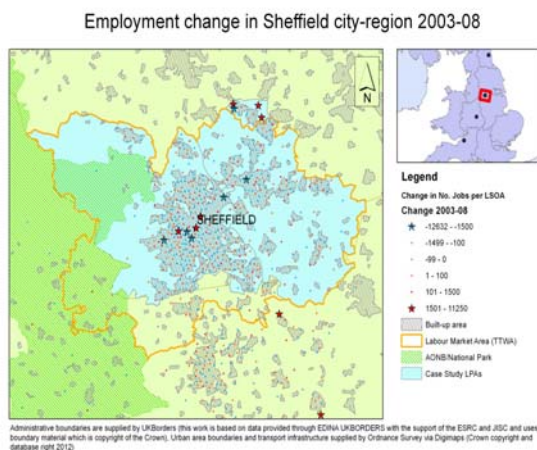 Employment change in Sheffield city-region 2003-08
N
SHEFFIELD
Legend
Change in No. Jobs per LSOA
Change 2003-08
-12632 - -1500
-1499 - -100
-99 - 0
1 - 100
101 - 1500
1501 - 11250
Built-up area
Labour Market Area (TTWA)
AONB/National Park
Case Study LPAs
Administrative boundaries are supplied by UKBorders (this work is based on data provided through EDINA UKBORDERS with the support of the ESRC and JISC and uses
boundary material which is copyright of the Crown), Urban area boundaries and transport infrastructure supplied by Ordnance Survey via Digimaps (Crown copyright and
database right 2012)